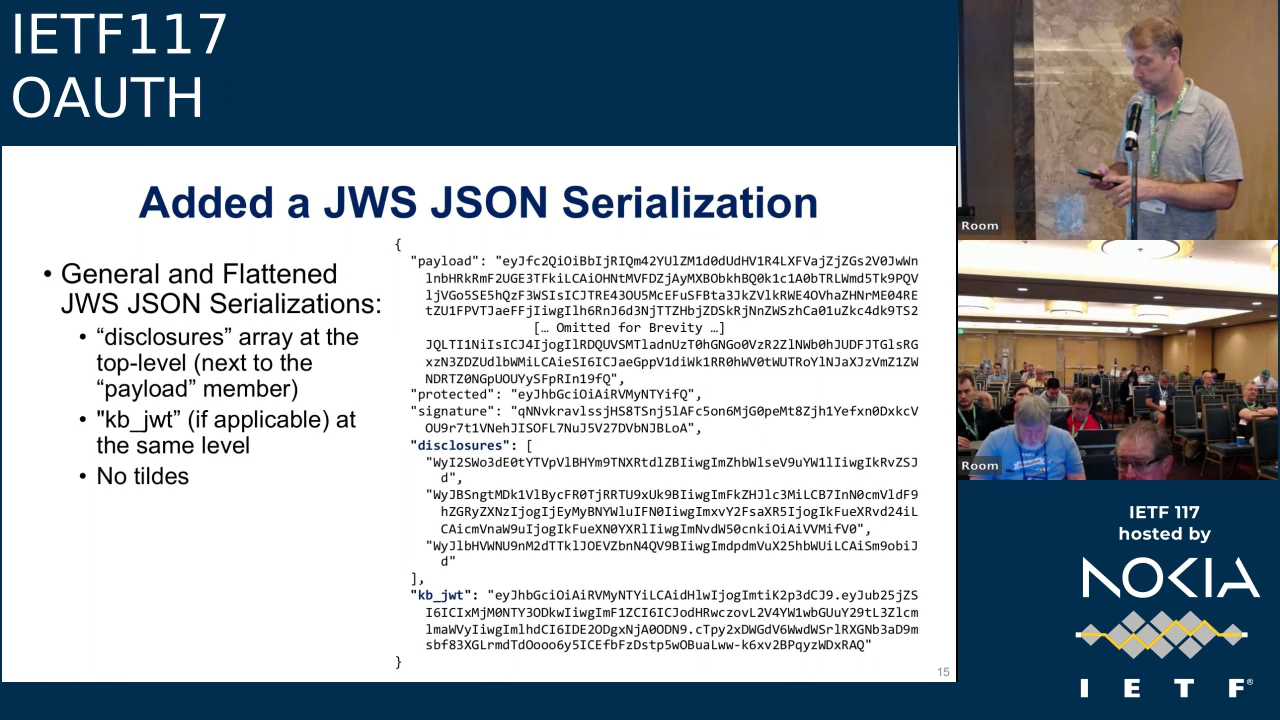 IETF117
OAUTH
Added a JWS JSON Serialization
• General and Flattened
JWS JSON Serializations:
• “disclosures” array at the
top-level (next to the
“payload” member)
• "kb_jwt” (if applicable) at
the same level
• No tildes
{
"payload": "eyJfc2QiOiBbIjRIQm42YUlZM1d0dUdHV1R4LXFVajZjZGs2V0JwWn
lnbHRkRmF2UGE3TFkiLCAiOHNtMVFDZjAyMXBObkhBQ0k1c1A0bTRLWmd5Tk9PQV
ljVGo5SE5hQzF3WSIsICJTRE43OU5McEFuSFBta3JkZVlkRWE4OVhaZHNrME04RE
tZU1FPVTJaeFFjIiwgIlh6RnJ6d3NjTTZHbjZDSkRjNnZWSzhCa01uZkc4dk9TS2
[… Omitted for Brevity …]
JQLTI1NiIsICJ4IjogIlRDQUVSMTladnUzT0hGNGo0VzR2ZlNWb0hJUDFJTGlsRG
xzN3ZDZUdlbWMiLCAieSI6ICJaeGppV1diWk1RR0hWV0tWUTRoYlNJaXJzVmZ1ZW
NDRTZ0NGpUOUYySFpRIn19fQ",
"protected": "eyJhbGciOiAiRVMyNTYifQ",
"signature": "qNNvkravlssjHS8TSnj5lAFc5on6MjG0peMt8Zjh1Yefxn0DxkcV
OU9r7t1VNehJISOFL7NuJ5V27DVbNJBLoA",
"disclosures": [
"WyI2SWo3dE0tYTVpVlBHYm9TNXRtdlZBIiwgImZhbWlseV9uYW1lIiwgIkRvZSJ
d",
"WyJBSngtMDk1VlBycFR0TjRRTU9xUk9BIiwgImFkZHJlc3MiLCB7InN0cmVldF9
hZGRyZXNzIjogIjEyMyBNYWluIFN0IiwgImxvY2FsaXR5IjogIkFueXRvd24iL
CAicmVnaW9uIjogIkFueXN0YXRlIiwgImNvdW50cnkiOiAiVVMifV0",
"WyJlbHVWNU9nM2dTTklJOEVZbnN4QV9BIiwgImdpdmVuX25hbWUiLCAiSm9obiJ
d"
],
"kb_jwt": "eyJhbGciOiAiRVMyNTYiLCAidHlwIjogImtiK2p3dCJ9.eyJub25jZS
I6ICIxMjM0NTY3ODkwIiwgImF1ZCI6ICJodHRwczovL2V4YW1wbGUuY29tL3Zlcm
lmaWVyIiwgImlhdCI6IDE2ODgxNjA0ODN9.cTpy2xDWGdV6WwdWSrlRXGNb3aD9m
sbf83XGLrmdTdOooo6y5ICEfbFzDstp5wOBuaLww-k6xv2BPqyzWDxRAQ"
}
15
Room
Room
IETF 117
hosted by
NOKIA
I E T F®